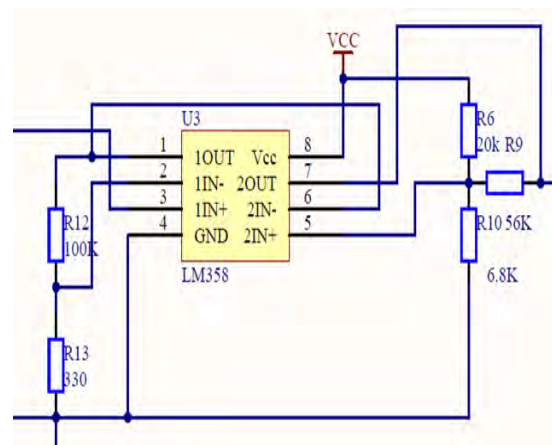 VCC
U3
1 1OUT Vcc 8
2 1IN- 2OUT 7
3 1IN+ 2IN- 6
4 GND 2IN+ 5
LM358
R6
20k R9
R10 56K
6.8K
R12
100K
R13
330